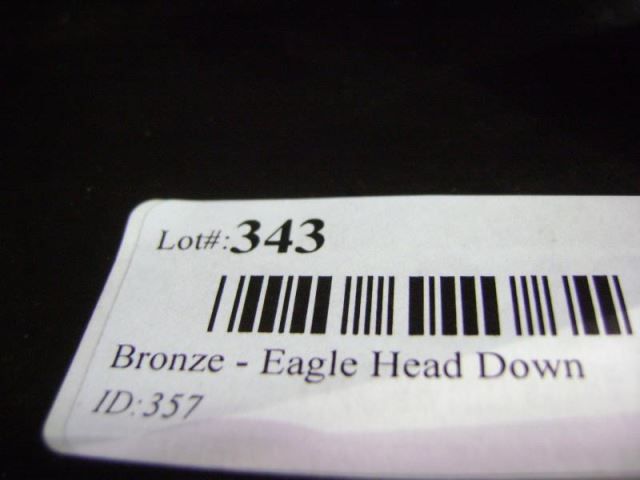 Lot#:343
Bronze - Eagle Head Down
ID:357